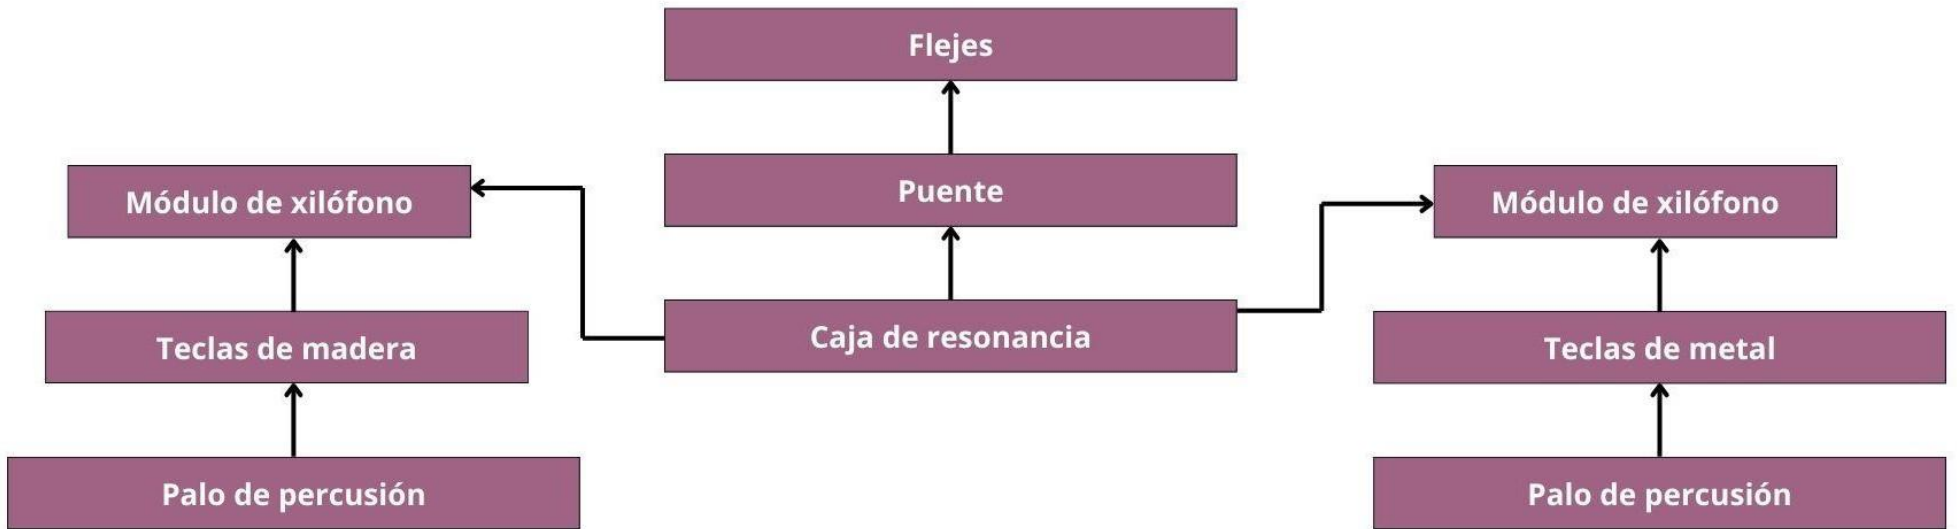 Flejes
Módulo de xilófono
Puente
Módulo de xilófono
Teclas de madera
Caja de resonancia
Teclas de metal
Palo de percusión
Palo de percusión